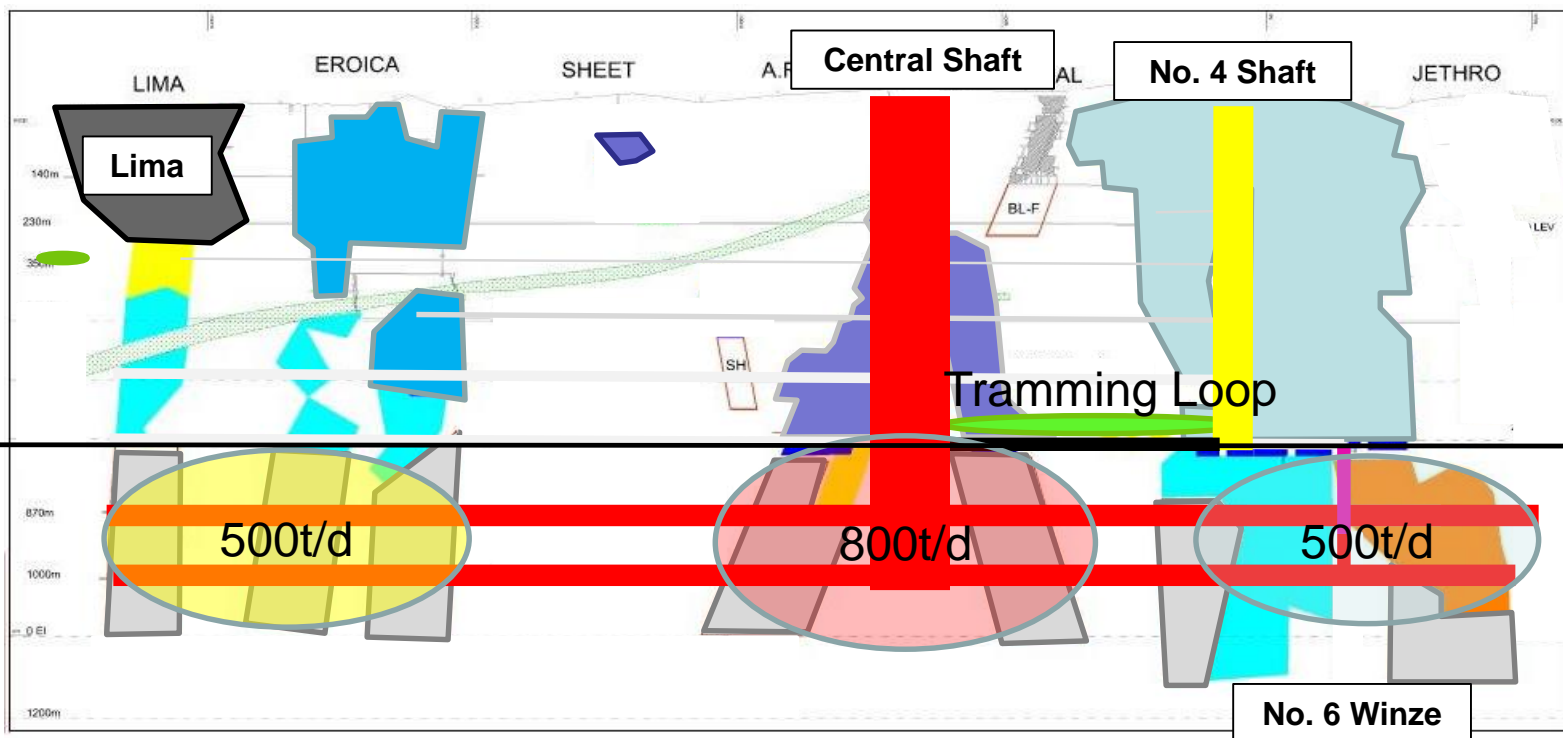 LIMA
EROICA
SHEET
Central Shaft
No. 4 Shaft
JETHRO
Lima
140m
230m
BL-F
LEV
350m
SH
Tramming Loop
870m
500t/d
800t/d
500t/d
1000m
0 El
1200m
No. 6 Winze